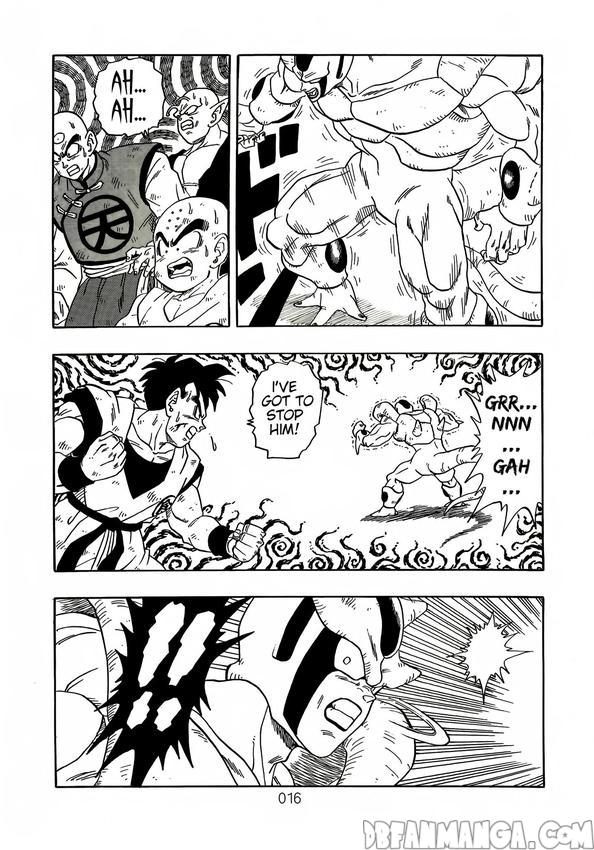 AH...
AH...
天
ド
I'VE
GOT TO
STOP
HIM!
GRR...
NNN
...
GAH
...
!!
016
DBFANMANGA.COM